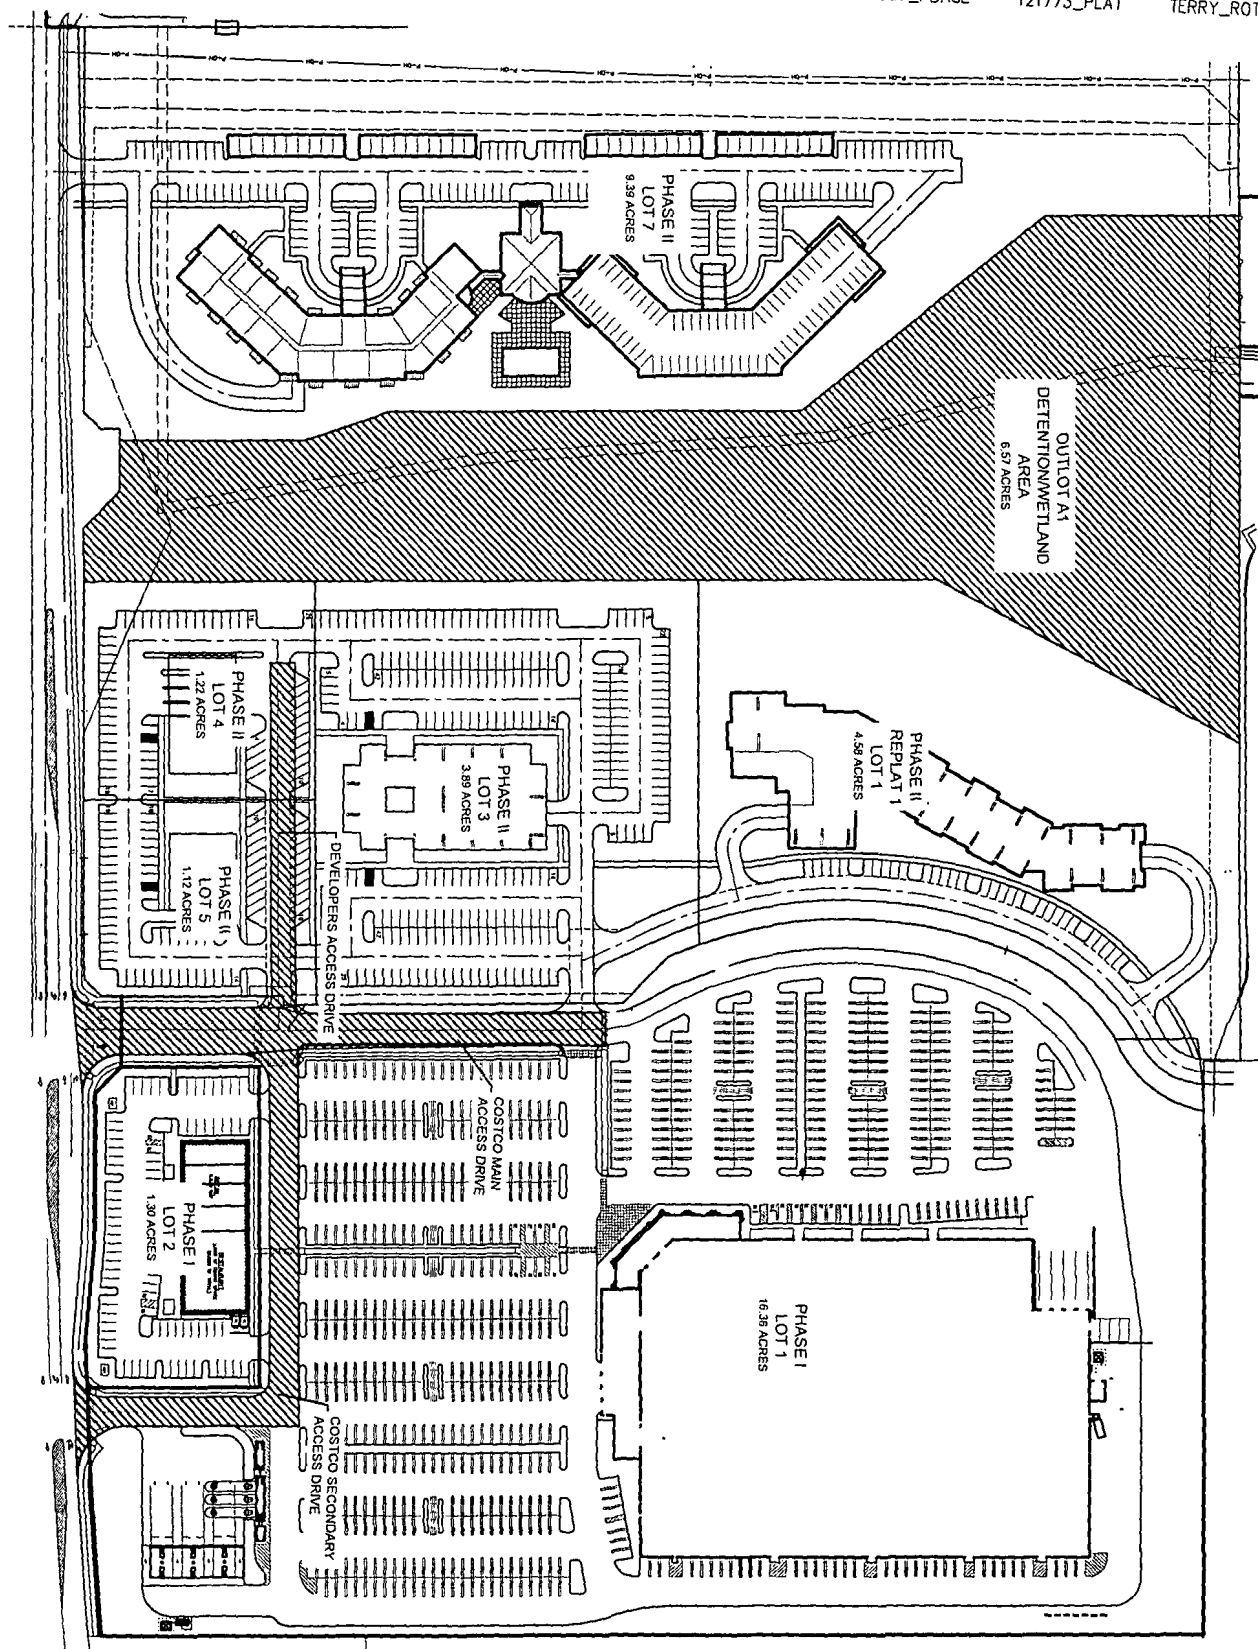 121773_PLAT
TERRY_ROT
PHASE II
LOT 7
9.39 ACRES
OUTLOT A1
DETENTION/WETLAND
AREA
6.57 ACRES
PHASE II
REPLAT 1
LOT 1
4.58 ACRES
PHASE II
LOT 4
1.22 ACRES
PHASE II
LOT 3
3.89 ACRES
PHASE II
LOT 5
1.12 ACRES
DEVELOPERS ACCESS DRIVE
COSTCO MAIN
ACCESS DRIVE
PHASE I
LOT 2
1.30 ACRES
PHASE I
LOT 1
16.36 ACRES
COSTCO SECONDARY
ACCESS DRIVE